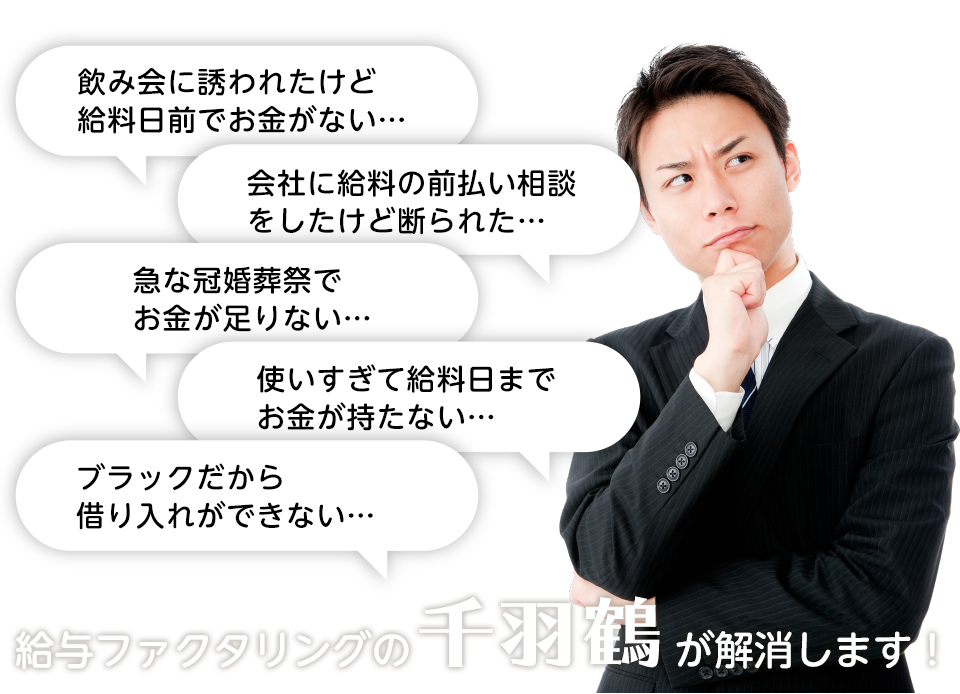 飲み会に誘われたけど
給料日前でお金がない…
会社に給料の前払い相談
をしたけど断られた…
急な冠婚葬祭で
お金が足りない…
使いすぎて給料日まで
お金が持たない…
ブラックだから
借り入れができない…
給与ファクタリングの千羽鶴が解消します！